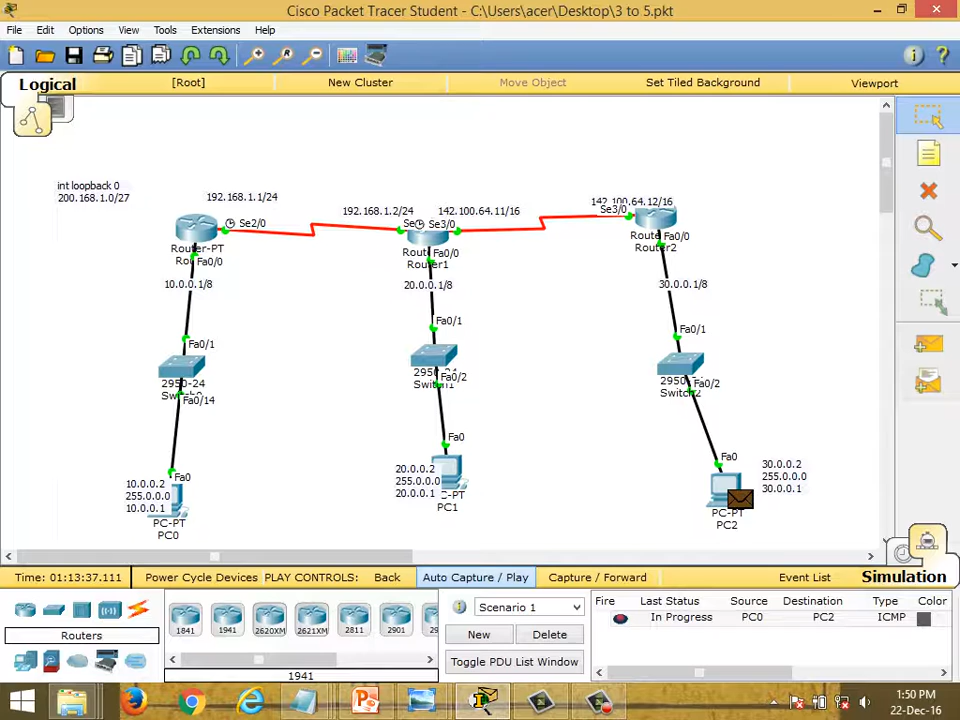 Cisco Packet Tracer Student - C:\Users\acer\Desktop\3 to 5.pkt
File Edit Options View Tools Extensions Help
Logical [Root] New Cluster Move Object Set Tiled Background Viewport
int loopback 0
200.168.1.0/27
192.168.1.1/24
192.168.1.2/24
142.100.64.11/16
142.100.64.12/16
Se2/0
Se
Se3/0
Se3/0
Router-PT
Fa0/0
Fa0/0
Router1
Fa0/0
Router2
10.0.0.1/8
20.0.0.1/8
30.0.0.1/8
Fa0/1
Fa0/1
Fa0/1
2950-24
Fa0/14
Fa0/2
Fa0/2
Switch2
Fa0
Fa0
Fa0
10.0.0.2
255.0.0.0
10.0.0.1
PC-PT
PC0
20.0.0.2
255.0.0.0
20.0.0.1
PC1
30.0.0.2
255.0.0.0
30.0.0.1
PC-PT
PC2
Time: 01:13:37.111 Power Cycle Devices PLAY CONTROLS: Back Auto Capture / Play Capture / Forward Event List Simulation
Routers
1841 1941 2620XM 2621XM 2811 2901
1941
Scenario 1
New Delete
Toggle PDU List Window
Fire Last Status Source Destination Type Color
In Progress PC0 PC2 ICMP
1:50 PM
22-Dec-16